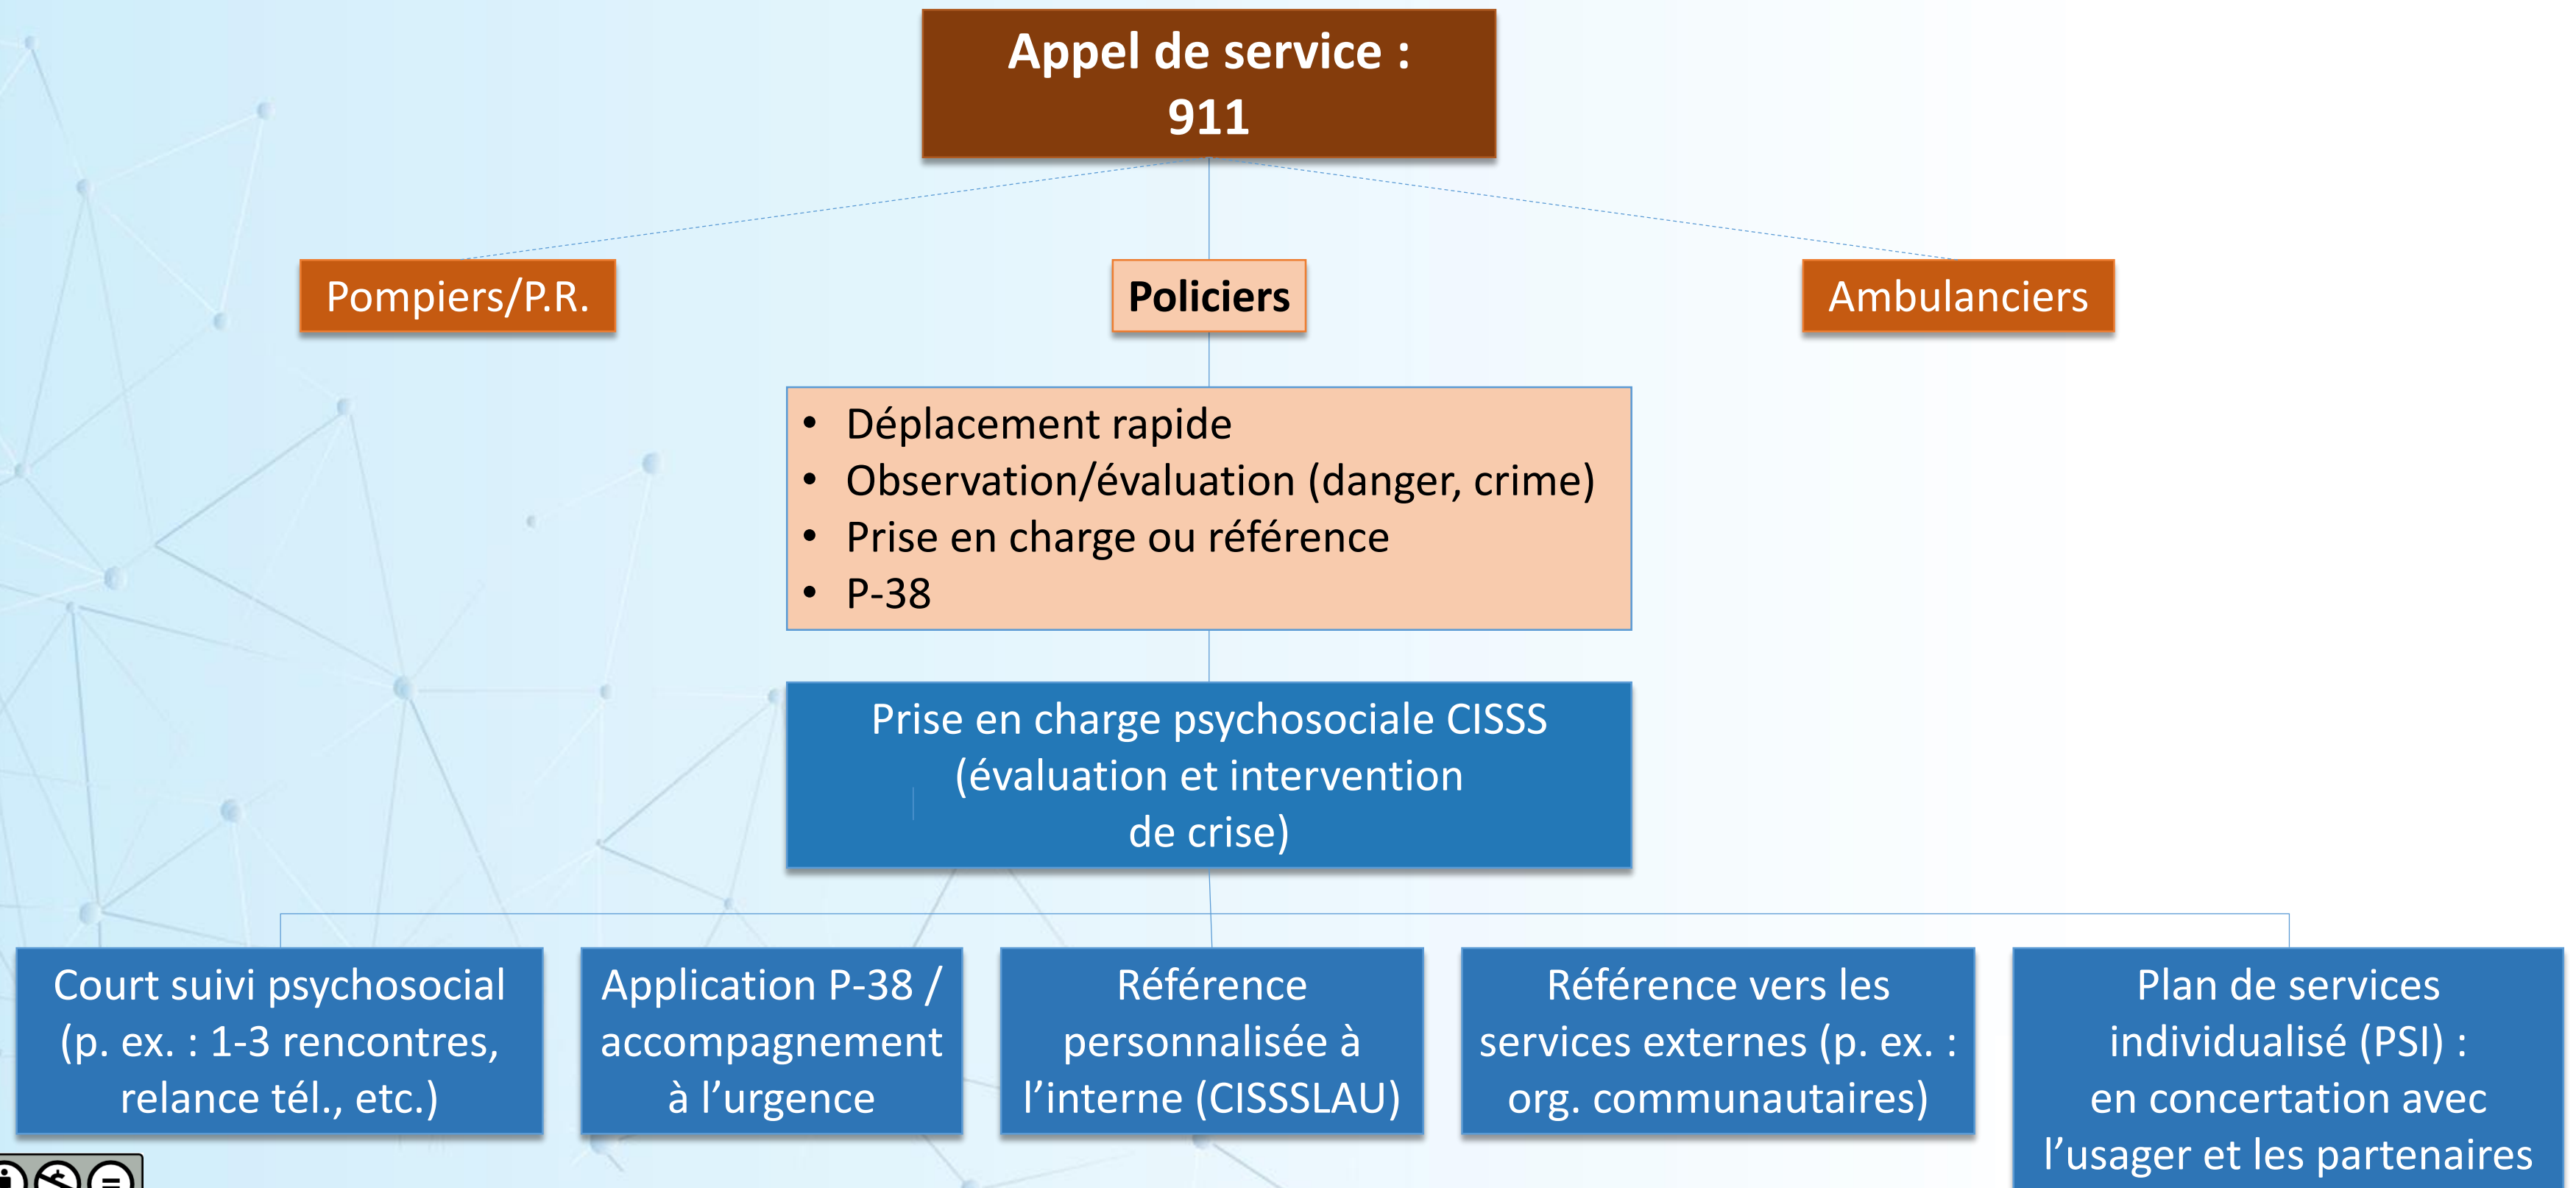 Appel de service :
911
Pompiers/P.R.
Policiers
Ambulanciers
• Déplacement rapide
• Observation/évaluation (danger, crime)
• Prise en charge ou référence
• P-38
Prise en charge psychosociale CISSS
(évaluation et intervention
de crise)
Court suivi psychosocial
(p. ex. : 1-3 rencontres,
relance tél., etc.)
Application P-38 /
accompagnement
à l’urgence
Référence
personnalisée à
l’interne (CISSSLAU)
Référence vers les
services externes (p. ex. :
org. communautaires)
Plan de services
individualisé (PSI) :
en concertation avec
l’usager et les partenaires